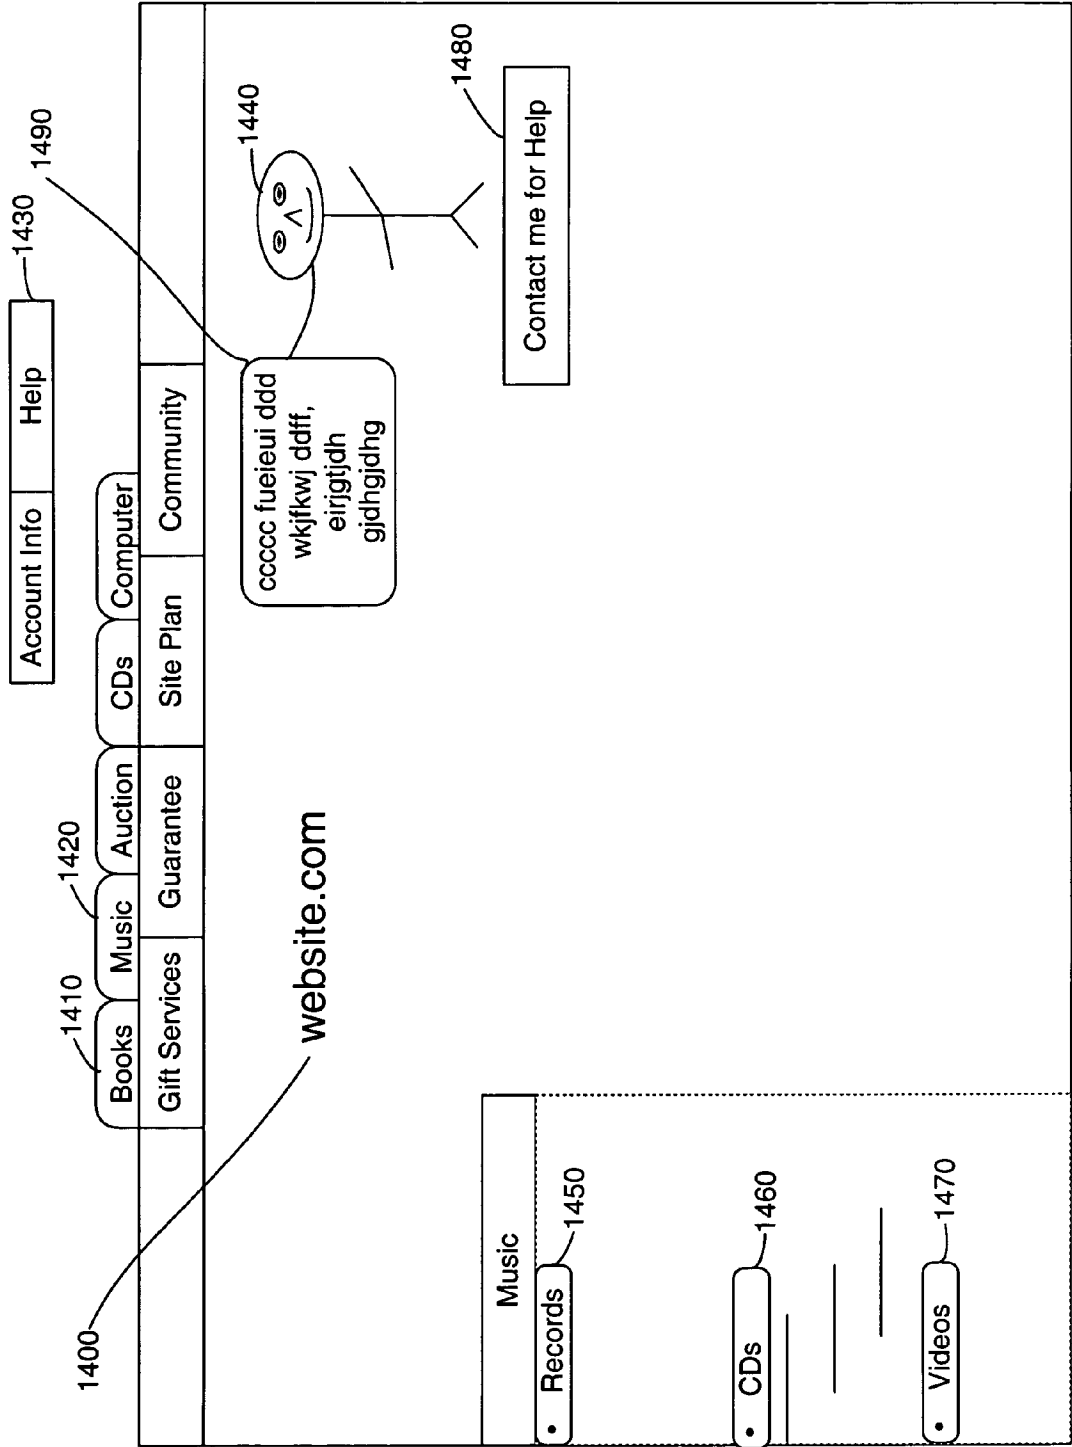 Account Info
Help
1430
1490
1410
1420
Books
Music
Auction
CDs
Computer
Gift Services
Guarantee
Site Plan
Community
1400
website.com
ccccc fueieui ddd
wkjfkwj ddff,
eirjgtjdh
gjdhgjdhg
1440
1480
Contact me for Help
Music
• Records
1450
• CDs
1460
• Videos
1470